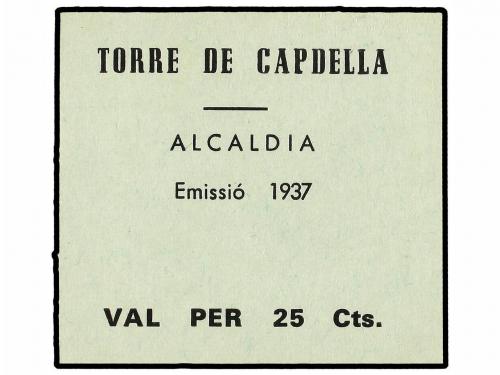 TORRE DE CAPDELLA
ALCALDIA
Emissió 1937
VAL PER 25 Cts.